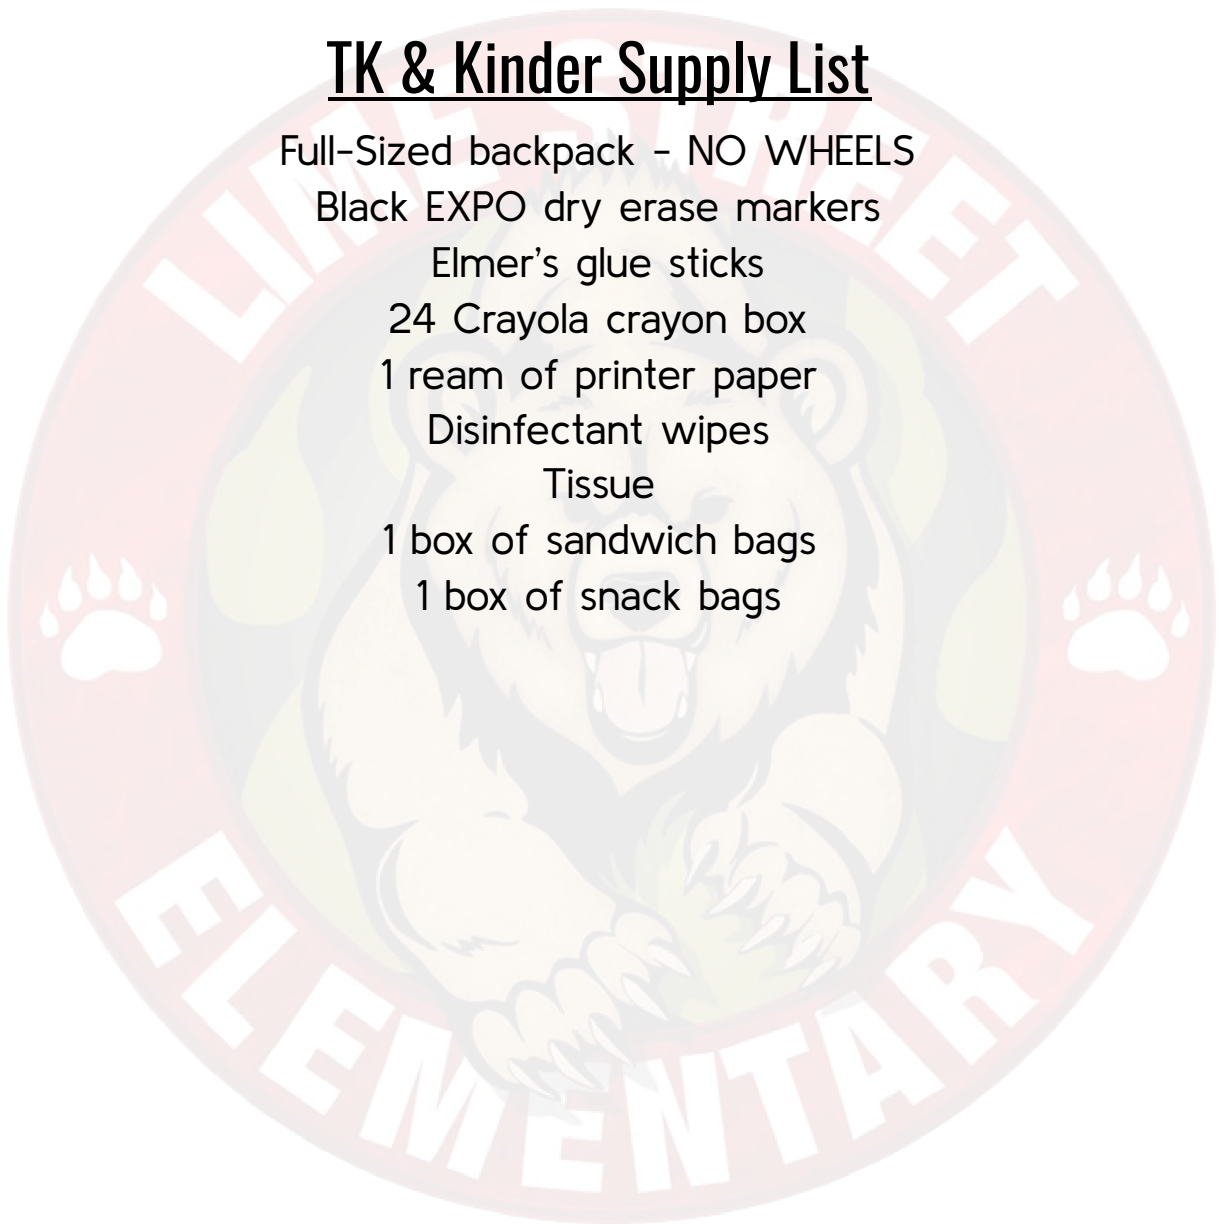 TK & Kinder Supply List
Full-Sized backpack - NO WHEELS
Black EXPO dry erase markers
Elmer's glue sticks
24 Crayola crayon box
1 ream of printer paper
Disinfectant wipes
Tissue
1 box of sandwich bags
1 box of snack bags
LIME STREET
ELEMENTARY